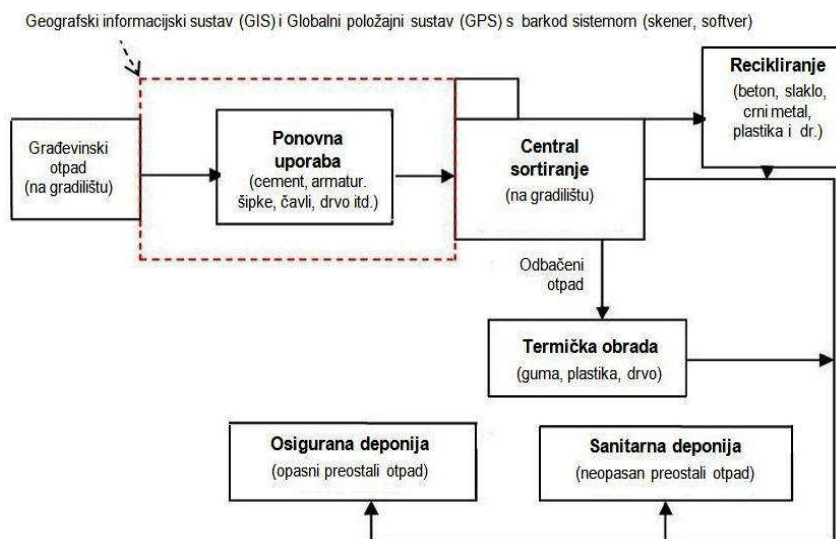 Geografski informacijski sustav (GIS) i Globalni položajni sustav (GPS) s barkod sistemom (skener, softver)
Građevinski
otpad
(na gradilištu)
Ponovna
uporaba
(cement, armatur.
šipke, čavli, drvo itd.)
Central
sortiranje
(na gradilištu)
Recikliranje
(beton, slaklo,
crni metal,
plastika i dr.)
Odbačeni
otpad
Termička obrada
(guma, plastika, drvo)
Osigurana deponija
(opasni preostali otpad)
Sanitarna deponija
(neopasan preostali otpad)